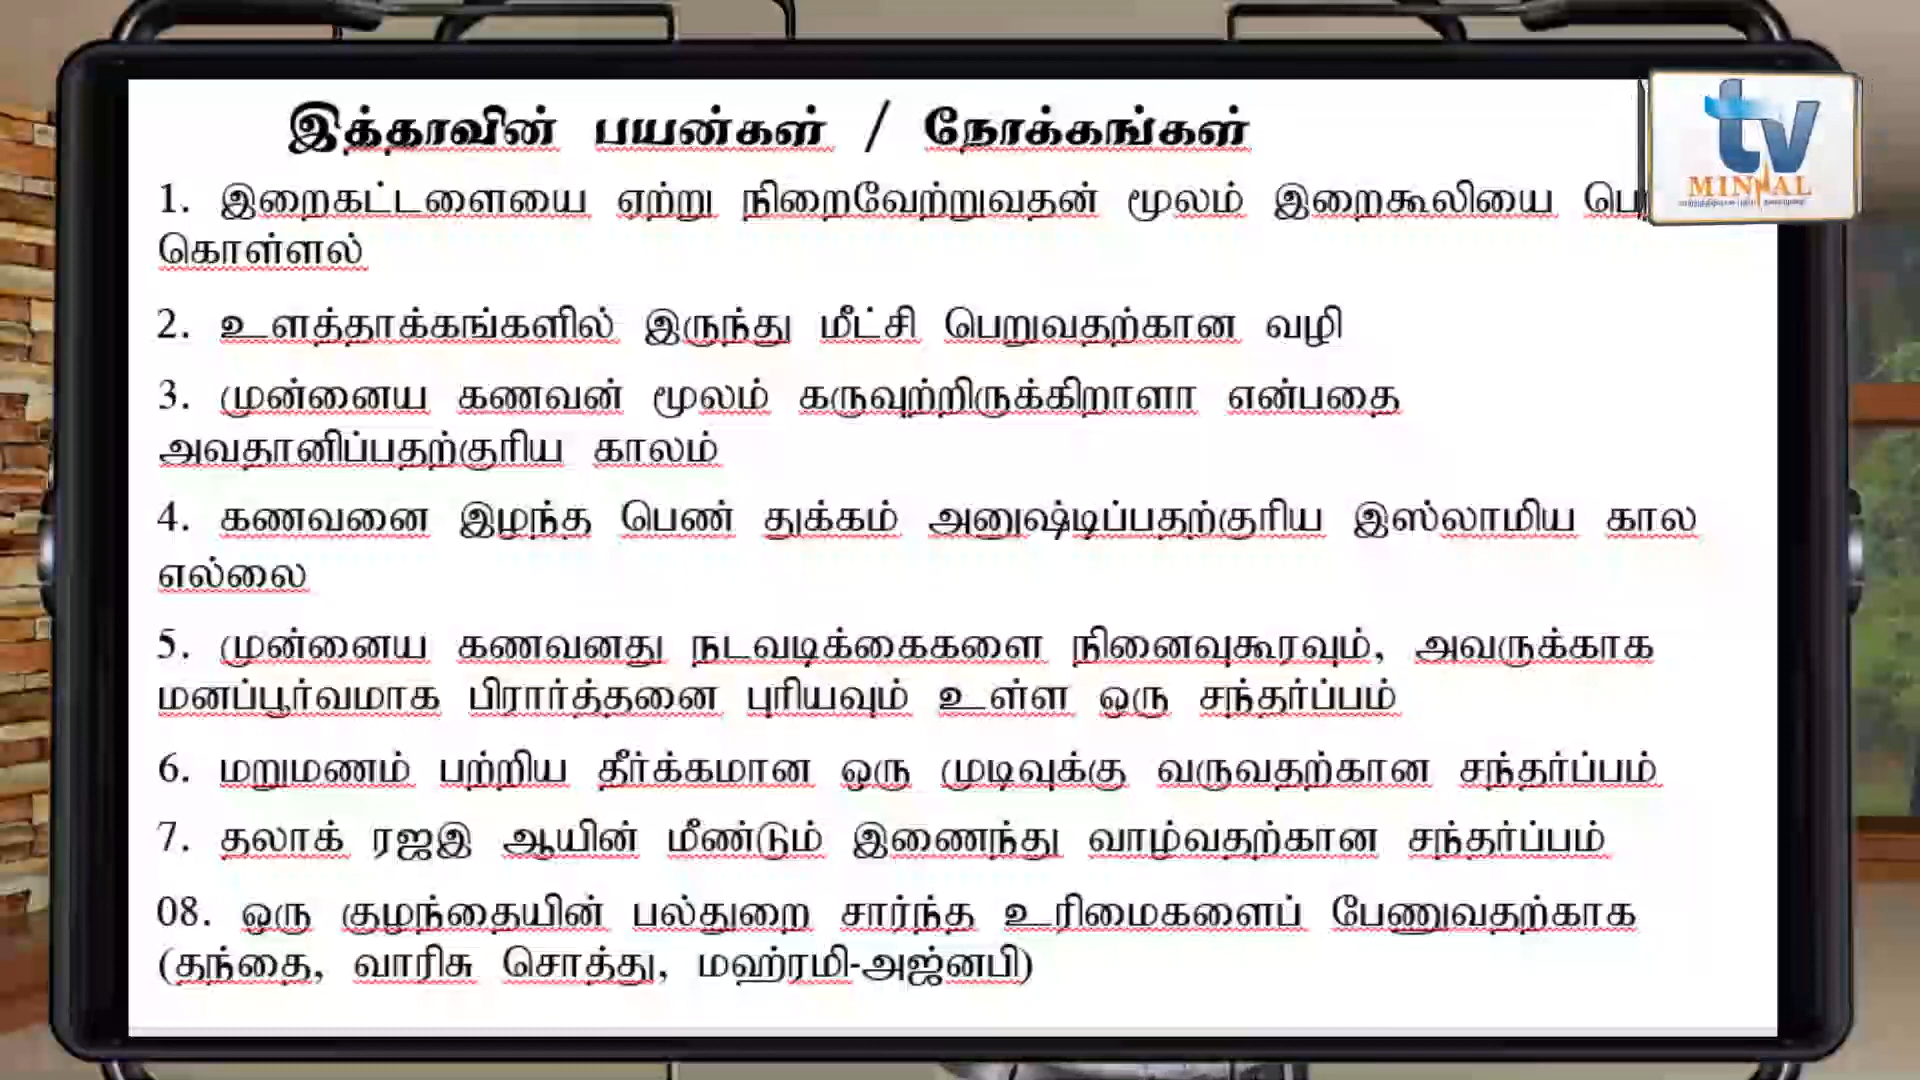 இத்தாவின் பயன்கள் / நோக்கங்கள்
1. இறைகட்டளையை ஏற்று நிறைவேற்றுவதன் மூலம் இறைகூலியை
கொள்ளல்
2. உளத்தாக்கங்களில் இருந்து மீட்சி பெறுவதற்கான வழி
3. முன்னைய கணவன் மூலம் கருவுற்றிருக்கிறாளா என்பதை
அவதானிப்பதற்குரிய காலம்
4. கணவனை இழந்த பெண் துக்கம் அனுஷ்டிப்பதற்குரிய இஸ்லாமிய கால
எல்லை
5. முன்னைய கணவனது நடவடிக்கைகளை நினைவுகூரவும், அவருக்காக
மனப்பூர்வமாக பிரார்த்தனை புரியவும் உள்ள ஒரு சந்தர்ப்பம்
6. மறுமணம் பற்றிய தீர்க்கமான ஒரு முடிவுக்கு வருவதற்கான சந்தர்ப்பம்
7. தலாக் ரஜஇ ஆயின் மீண்டும் இணைந்து வாழ்வதற்கான சந்தர்ப்பம்
08. ஒரு குழந்தையின் பல்துறை சார்ந்த உரிமைகளைப் பேணுவதற்காக
(தந்தை, வாரிசு சொத்து, மஹ்ரமி-அஜ்னபி)
tv
MINNAL